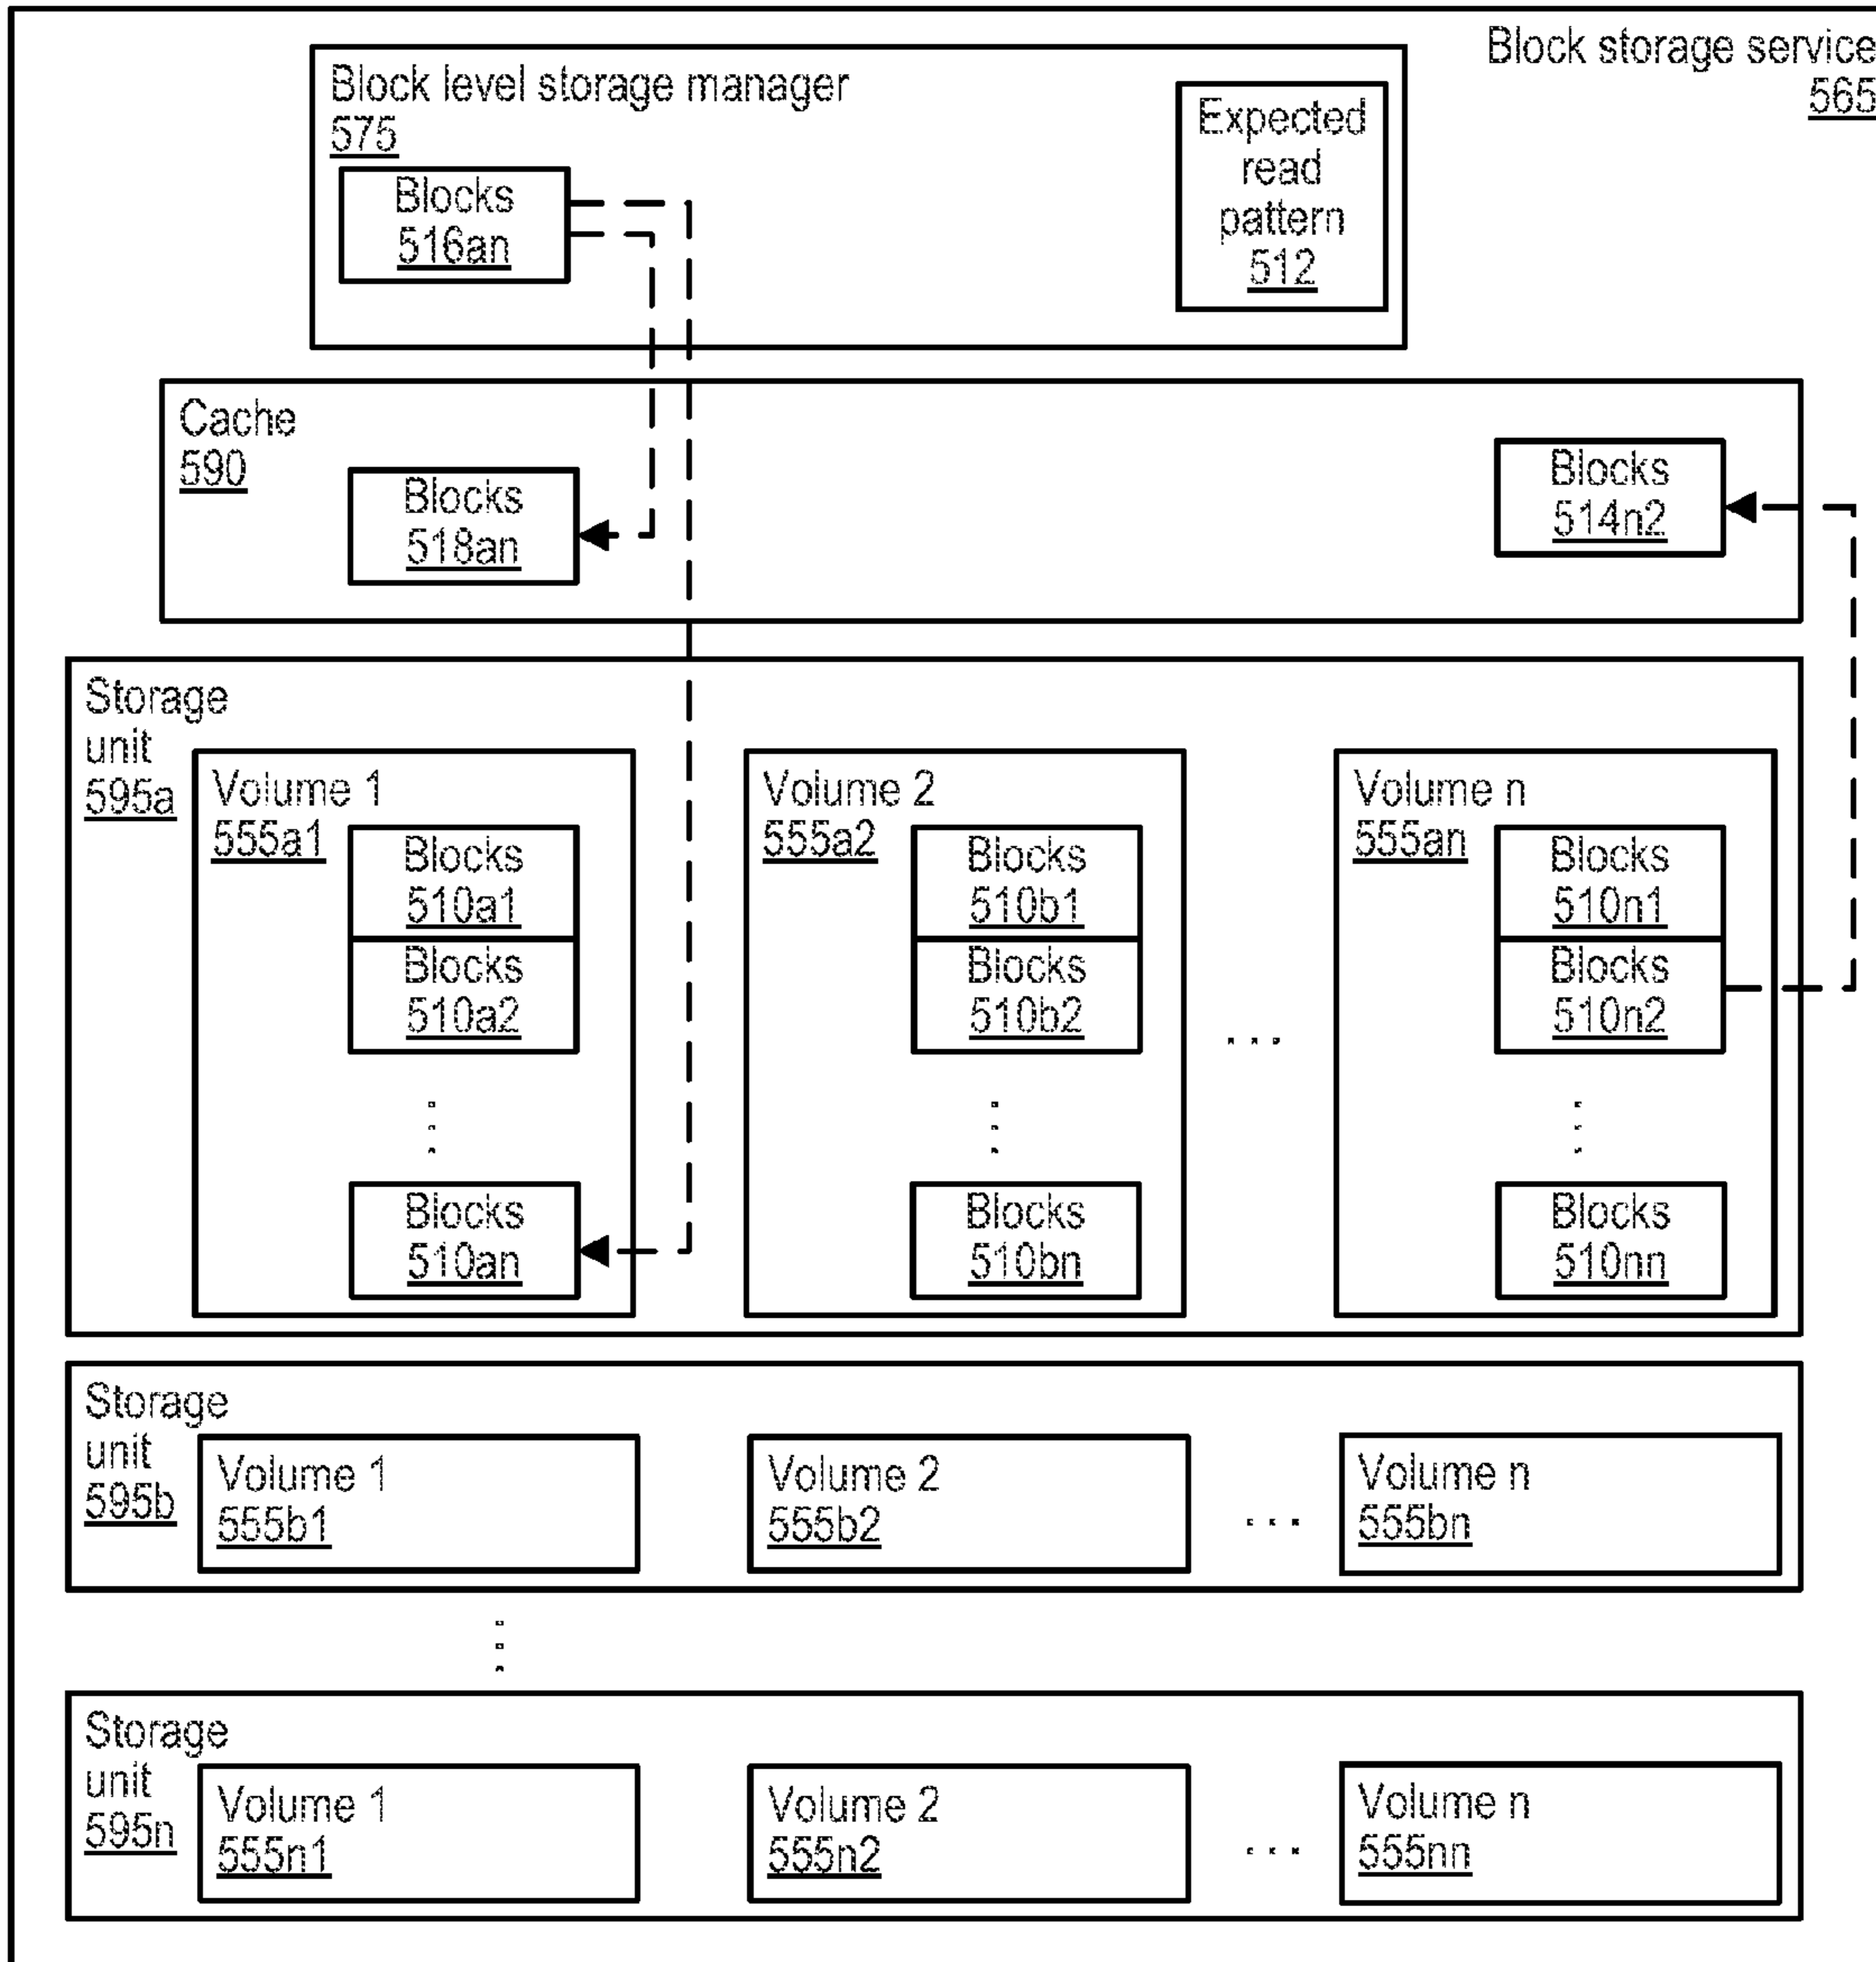 Block storage service
565
Block level storage manager
575
Blocks
516an
Expected
read
pattern
512
Cache
590
Blocks
518an
Blocks
514n2
Storage
unit
595a
Volume 1
555a1
Blocks
510a1
Blocks
510a2
Blocks
510an
Volume 2
555a2
Blocks
510b1
Blocks
510b2
Blocks
510bn
...
Volume n
555an
Blocks
510n1
Blocks
510n2
Blocks
510nn
Storage
unit
595b
Volume 1
555b1
Volume 2
555b2
...
Volume n
555bn
Storage
unit
595n
Volume 1
555n1
Volume 2
555n2
...
Volume n
555nn